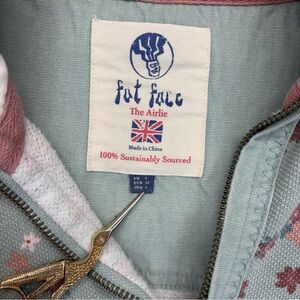 fat face
The Airlie
Made in China
100% Sustainably Sourced